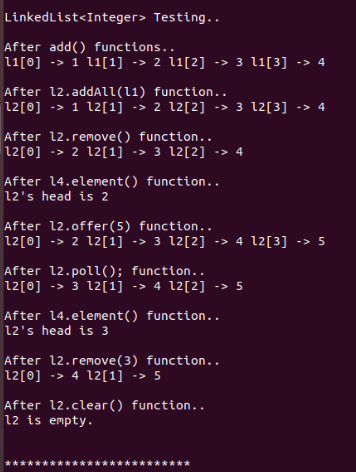 LinkedList<Integer> Testing..
After add() functions..
l1[0] -> 1 l1[1] -> 2 l1[2] -> 3 l1[3] -> 4
After l2.addAll(l1) function..
l2[0] -> 1 l2[1] -> 2 l2[2] -> 3 l2[3] -> 4
After l2.remove() function..
l2[0] -> 2 l2[1] -> 3 l2[2] -> 4
After l4.element() function..
l2's head is 2
After l2.offer(5) function..
l2[0] -> 2 l2[1] -> 3 l2[2] -> 4 l2[3] -> 5
After l2.poll(); function..
l2[0] -> 3 l2[1] -> 4 l2[2] -> 5
After l4.element() function..
l2's head is 3
After l2.remove(3) function..
l2[0] -> 4 l2[1] -> 5
After l2.clear() function..
l2 is empty.
*************************